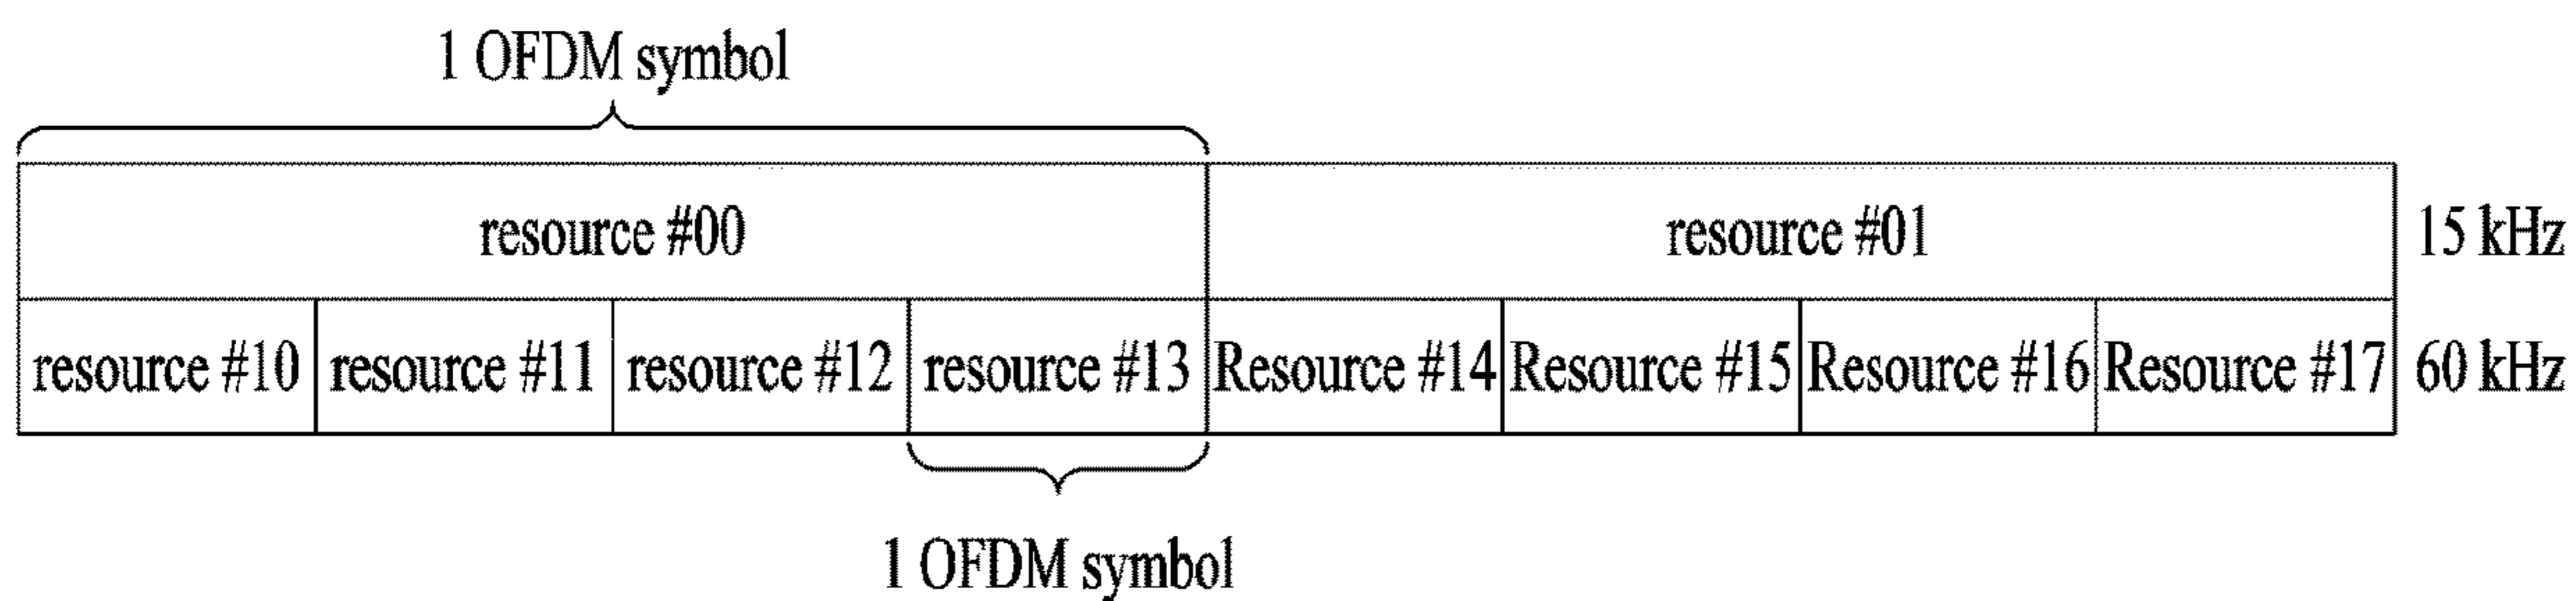 1 OFDM symbol
resource #00 resource #01 15 kHz
resource #10 resource #11 resource #12 resource #13 Resource #14 Resource #15 Resource #16 Resource #17 60 kHz
1 OFDM symbol